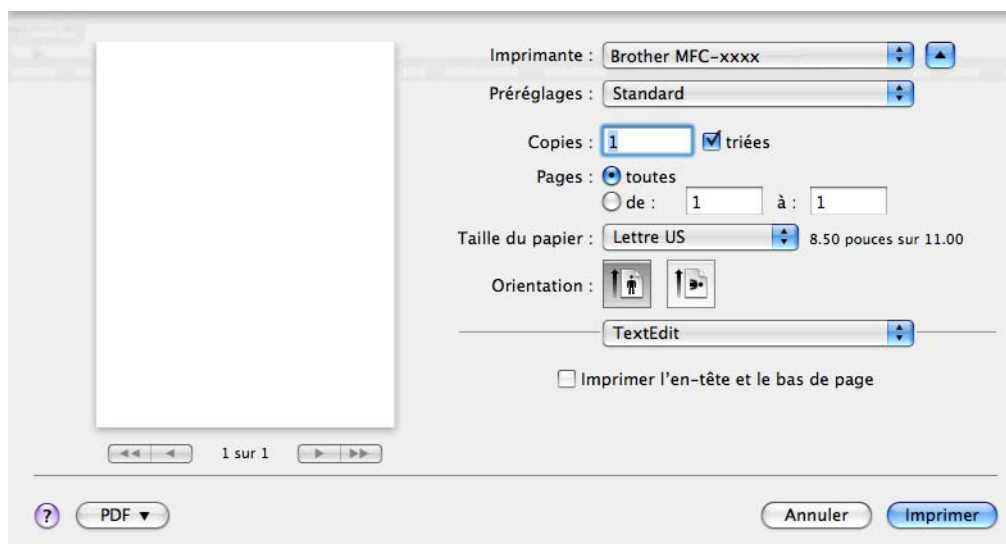 Imprimante : Brother MFC-xxxx
Préréglages : Standard
Copies : 1 triées
Pages : toutes
de : 1 à : 1
Taille du papier : Lettre US 8.50 pouces sur 11.00
Orientation :
TextEdit
Imprimer l'en-tête et le bas de page
1 sur 1
? PDF ▼ Annuler Imprimer